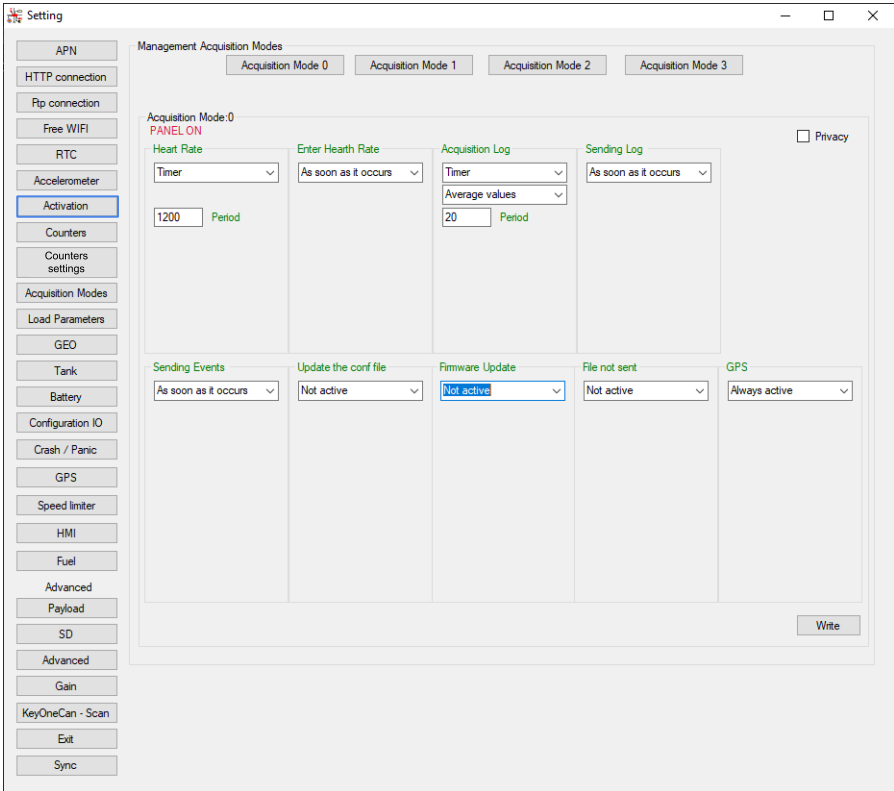 Setting
APN
HTTP connection
Ftp connection
Free WIFI
RTC
Accelerometer
Activation
Counters
Counters
settings
Acquisition Modes
Load Parameters
GEO
Tank
Battery
Configuration IO
Crash / Panic
GPS
Speed limiter
HMI
Fuel
Advanced
Payload
SD
Advanced
Gain
KeyOneCan - Scan
Exit
Sync
Management Acquisition Modes
Acquisition Mode 0
Acquisition Mode 1
Acquisition Mode 2
Acquisition Mode 3
Acquisition Mode:0
PANEL ON
Privacy
Heart Rate
Timer
1200 Period
Enter Hearth Rate
As soon as it occurs
Acquisition Log
Timer
Average values
20 Period
Sending Log
As soon as it occurs
Sending Events
As soon as it occurs
Update the conf file
Not active
Firmware Update
Not active
File not sent
Not active
GPS
Always active
Write